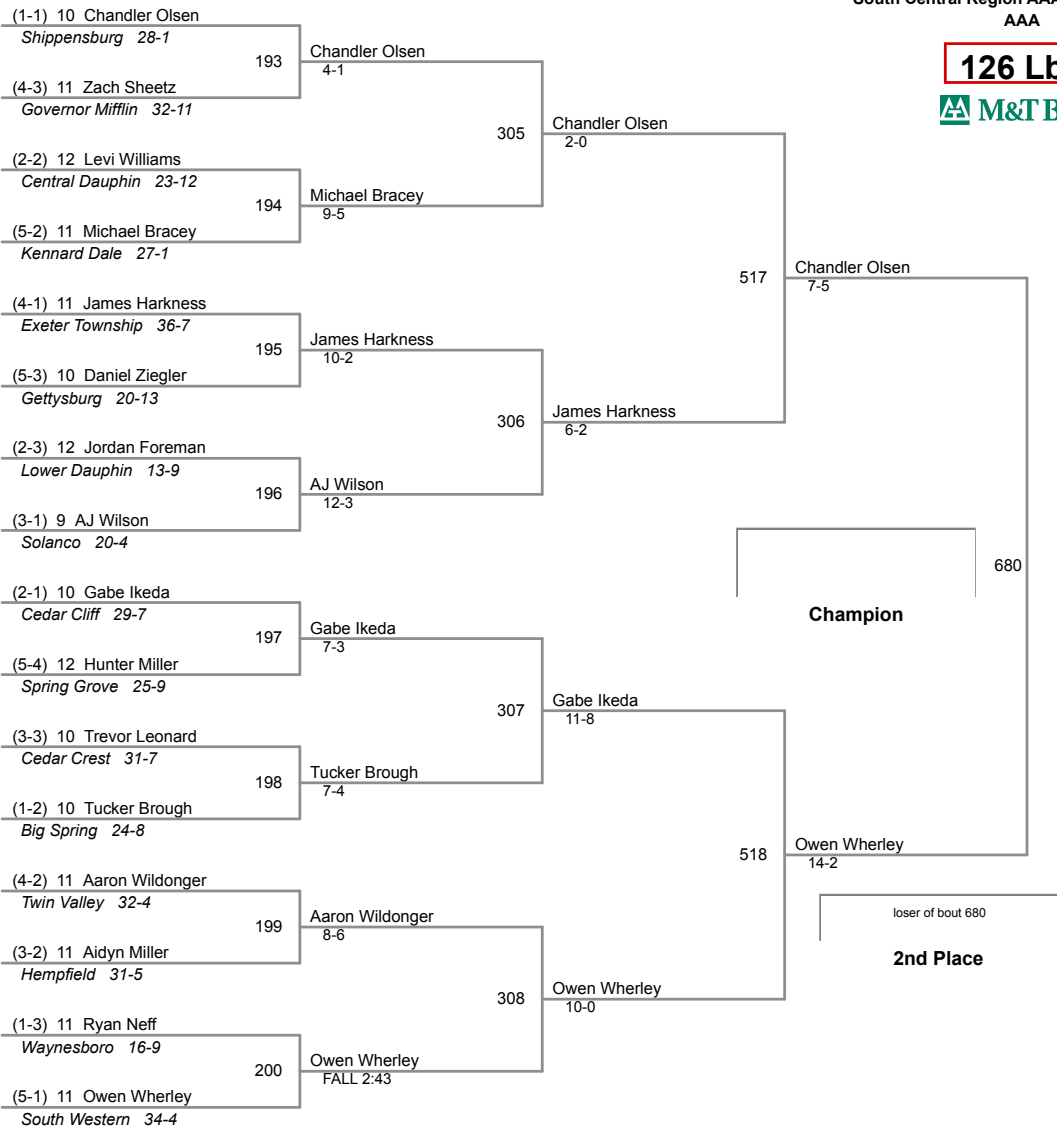 South Central Region AAA
AAA
126 Lb
M&T B
(1-1) 10 Chandler Olsen
Shippensburg 28-1
193
Chandler Olsen
4-1
(4-3) 11 Zach Sheetz
Governor Mifflin 32-11
305
Chandler Olsen
2-0
(2-2) 12 Levi Williams
Central Dauphin 23-12
194
Michael Bracey
9-5
(5-2) 11 Michael Bracey
Kennard Dale 27-1
517
Chandler Olsen
7-5
(4-1) 11 James Harkness
Exeter Township 36-7
195
James Harkness
10-2
(5-3) 10 Daniel Ziegler
Gettysburg 20-13
306
James Harkness
6-2
(2-3) 12 Jordan Foreman
Lower Dauphin 13-9
196
AJ Wilson
12-3
(3-1) 9 AJ Wilson
Solanco 20-4
680
Champion
(2-1) 10 Gabe Ikeda
Cedar Cliff 29-7
197
Gabe Ikeda
7-3
(5-4) 12 Hunter Miller
Spring Grove 25-9
307
Gabe Ikeda
11-8
(3-3) 10 Trevor Leonard
Cedar Crest 31-7
198
Tucker Brough
7-4
(1-2) 10 Tucker Brough
Big Spring 24-8
518
Owen Wherley
14-2
(4-2) 11 Aaron Wildonger
Twin Valley 32-4
199
Aaron Wildonger
8-6
loser of bout 680
2nd Place
(3-2) 11 Aidyn Miller
Hempfield 31-5
308
Owen Wherley
10-0
(1-3) 11 Ryan Neff
Waynesboro 16-9
200
Owen Wherley
FALL 2:43
(5-1) 11 Owen Wherley
South Western 34-4